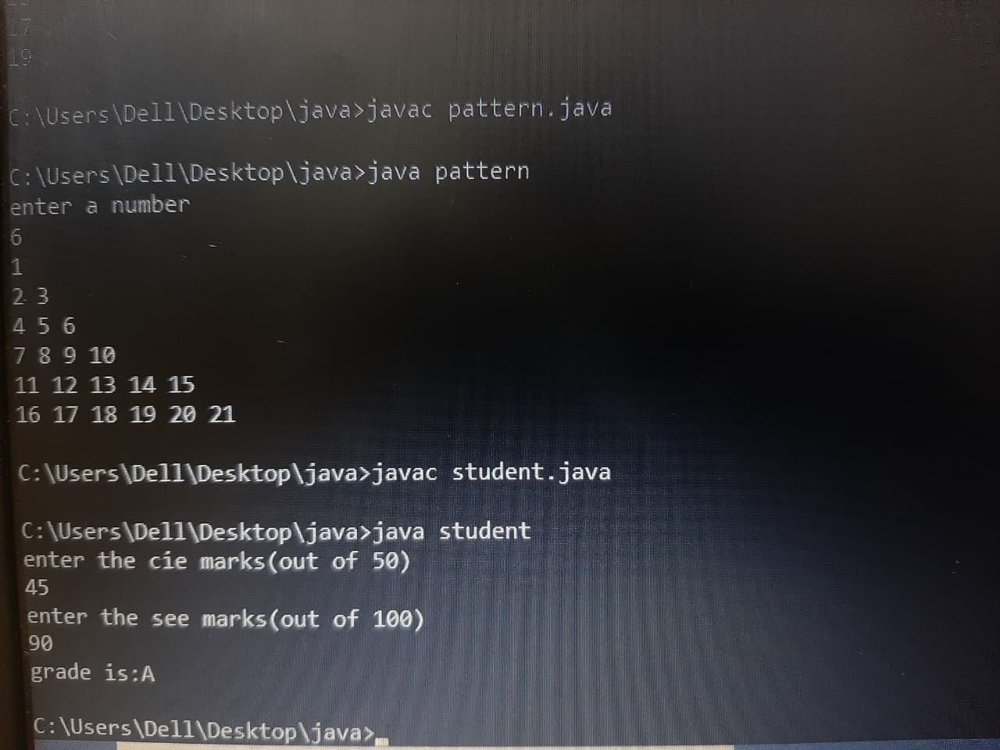 17
19
C:\Users\Dell\Desktop\java>javac pattern.java
C:\Users\Dell\Desktop\java>java pattern
enter a number
6
1
2 3
4 5 6
7 8 9 10
11 12 13 14 15
16 17 18 19 20 21
C:\Users\Dell\Desktop\java>javac student.java
C:\Users\Dell\Desktop\java>java student
enter the cie marks(out of 50)
45
enter the see marks(out of 100)
90
grade is:A
C:\Users\Dell\Desktop\java>